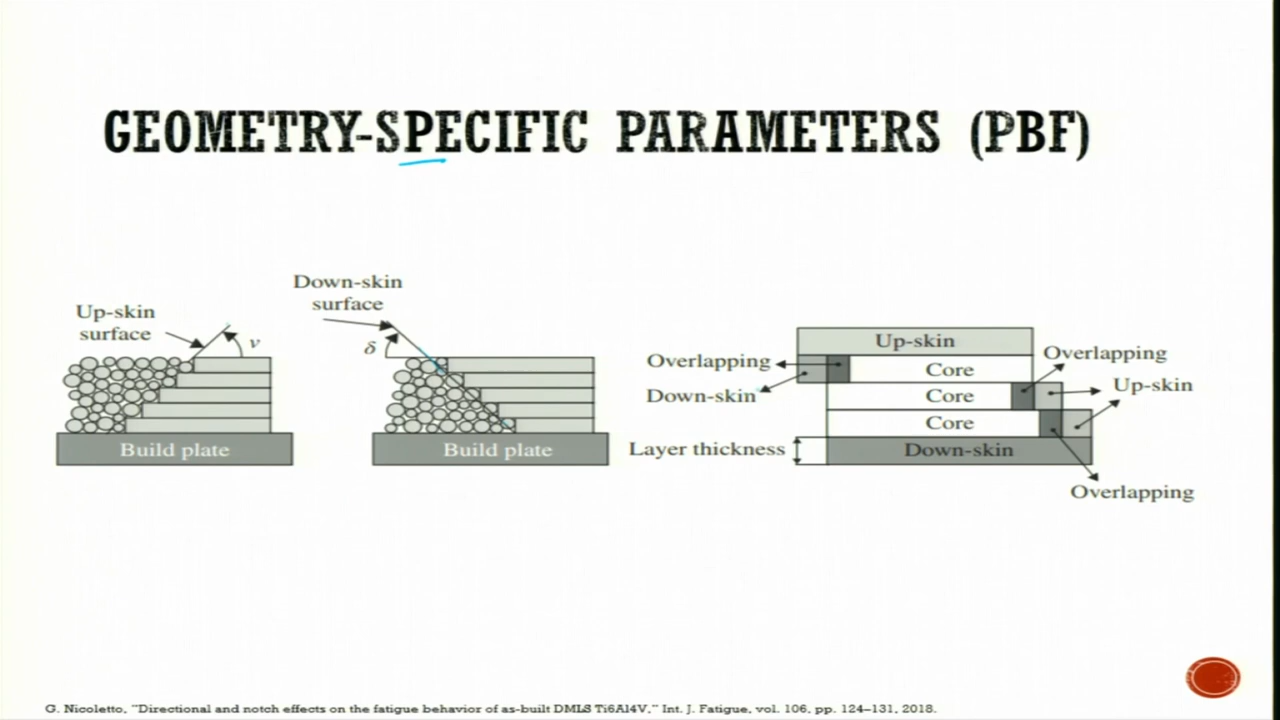 GEOMETRY-SPECIFIC PARAMETERS (PBF)
Up-skin
surface
ν
Build plate
Down-skin
surface
δ
Build plate
Up-skin
Overlapping
Core
Overlapping
Down-skin
Core
Up-skin
Core
Layer thickness
Down-skin
Overlapping
G. Nicoletto, "Directional and notch effects on the fatigue behavior of as-built DMLS Ti6Al4V," Int. J. Fatigue, vol. 106, pp. 124–131, 2018.